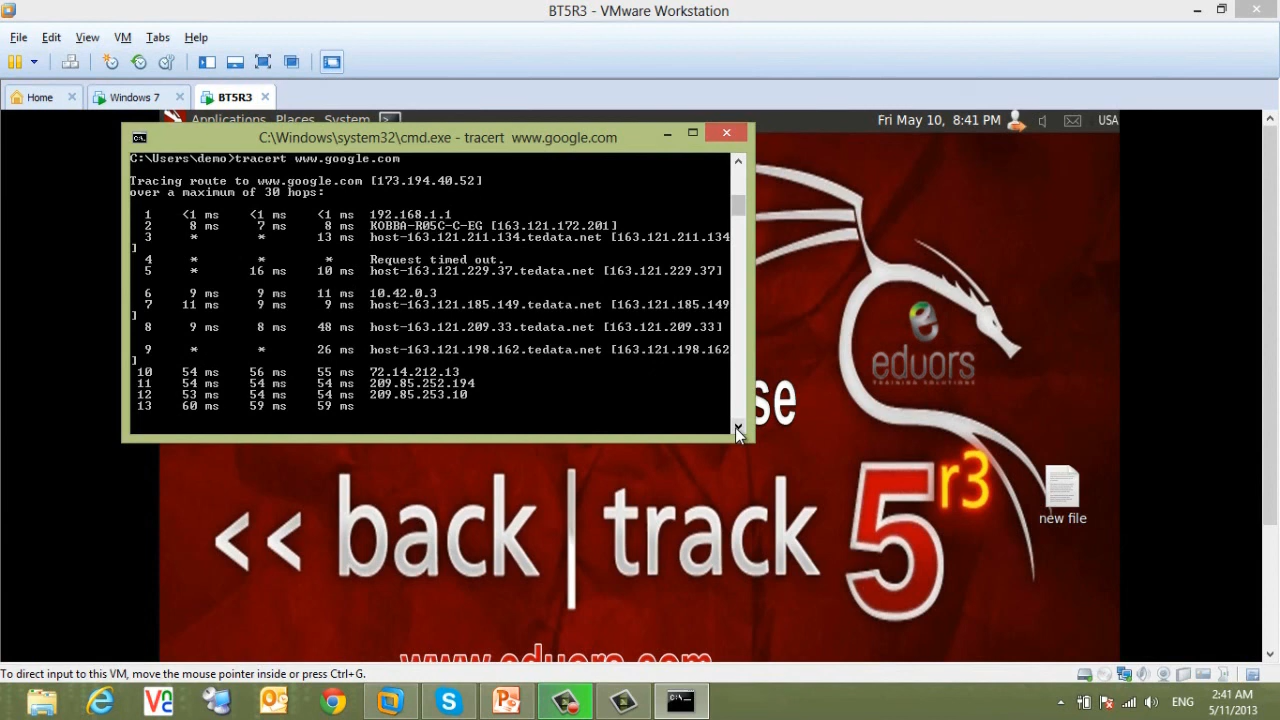 BT5R3 - VMware Workstation
File Edit View VM Tabs Help
Home Windows 7 BT5R3
Applications Places System Fri May 10, 8:41 PM USA
C:\Windows\system32\cmd.exe - tracert www.google.com
C:\Users\demo>tracert www.google.com
Tracing route to www.google.com [173.194.40.52]
over a maximum of 30 hops:
1 <1 ms <1 ms <1 ms 192.168.1.1
2 8 ms 7 ms 8 ms KOBBA-R05C-C-EG [163.121.172.201]
3 * * 13 ms host-163.121.211.134.tedata.net [163.121.211.134
]
4 * * * Request timed out.
5 * 16 ms 10 ms host-163.121.229.37.tedata.net [163.121.229.37]
6 9 ms 9 ms 11 ms 10.42.0.3
7 11 ms 9 ms 9 ms host-163.121.185.149.tedata.net [163.121.185.149
]
8 9 ms 8 ms 48 ms host-163.121.209.33.tedata.net [163.121.209.33]
9 * * 26 ms host-163.121.198.162.tedata.net [163.121.198.162
]
10 54 ms 56 ms 55 ms 72.14.212.13
11 54 ms 54 ms 54 ms 209.85.252.194
12 53 ms 54 ms 54 ms 209.85.253.10
13 60 ms 59 ms 59 ms
eduors
TRAINING SOLUTIONS
se
<< back | track 5 r3
new file
www.eduors.com
To direct input to this VM, move the mouse pointer inside or press Ctrl+G.
ENG
2:41 AM
5/11/2013